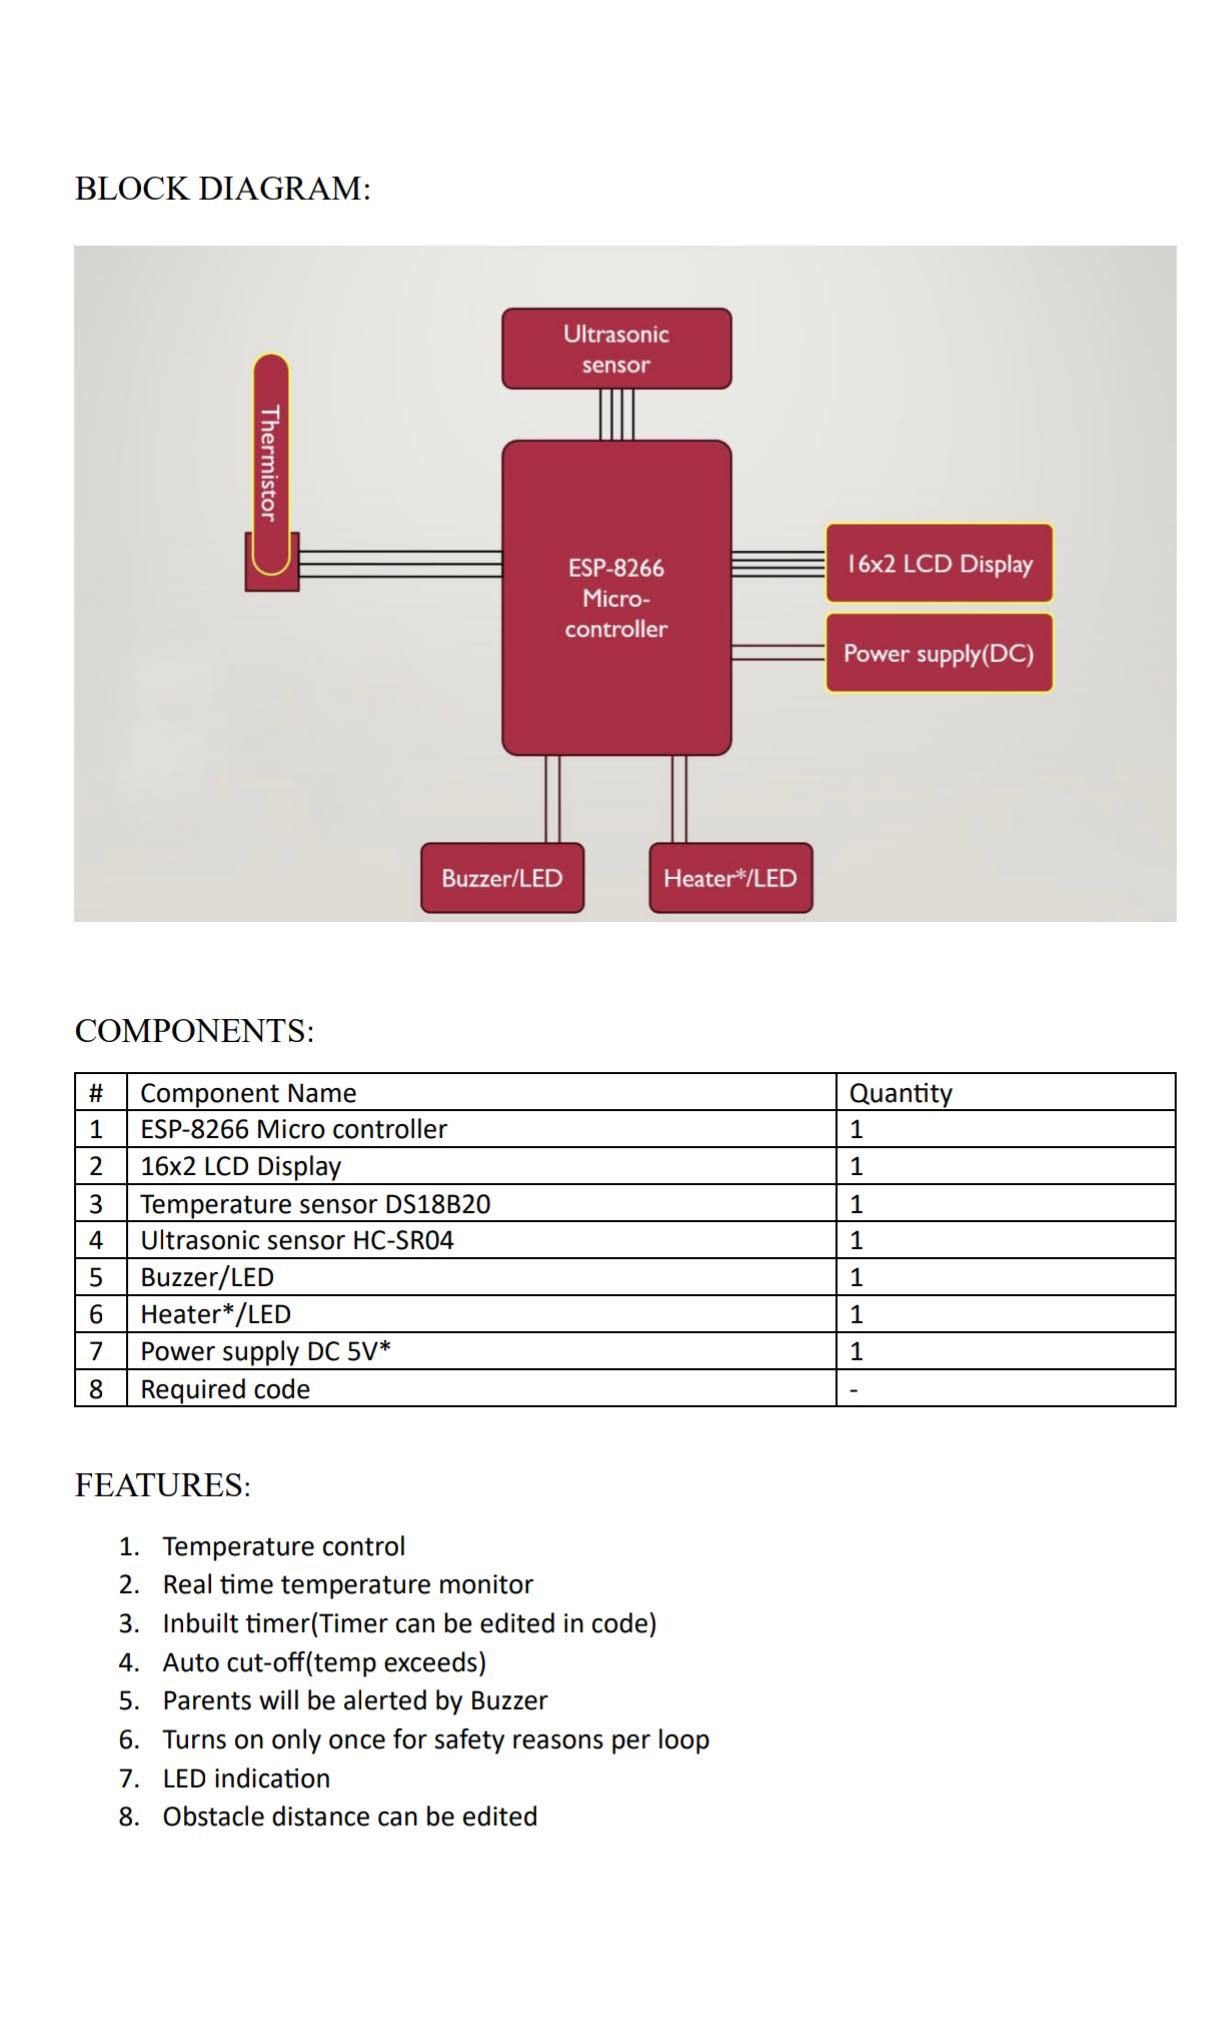 BLOCK DIAGRAM:
Ultrasonic
sensor
Thermistor
ESP-8266
Micro-
controller
16x2 LCD Display
Power supply(DC)
Buzzer/LED
Heater*/LED
COMPONENTS:
# Component Name Quantity
1 ESP-8266 Micro controller 1
2 16x2 LCD Display 1
3 Temperature sensor DS18B20 1
4 Ultrasonic sensor HC-SR04 1
5 Buzzer/LED 1
6 Heater*/LED 1
7 Power supply DC 5V* 1
8 Required code -
FEATURES:
1. Temperature control
2. Real time temperature monitor
3. Inbuilt timer(Timer can be edited in code)
4. Auto cut-off(temp exceeds)
5. Parents will be alerted by Buzzer
6. Turns on only once for safety reasons per loop
7. LED indication
8. Obstacle distance can be edited